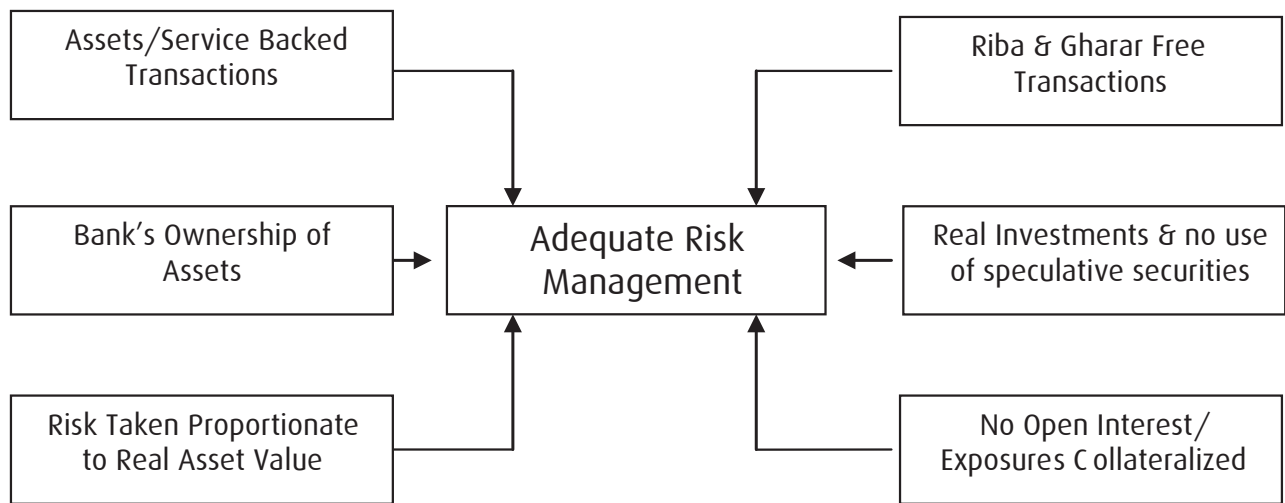 Assets/Service Backed
Transactions
Riba & Gharar Free
Transactions
Bank's Ownership of
Assets
Adequate Risk
Management
Real Investments & no use
of speculative securities
Risk Taken Proportionate
to Real Asset Value
No Open Interest/
Exposures C ollateralized